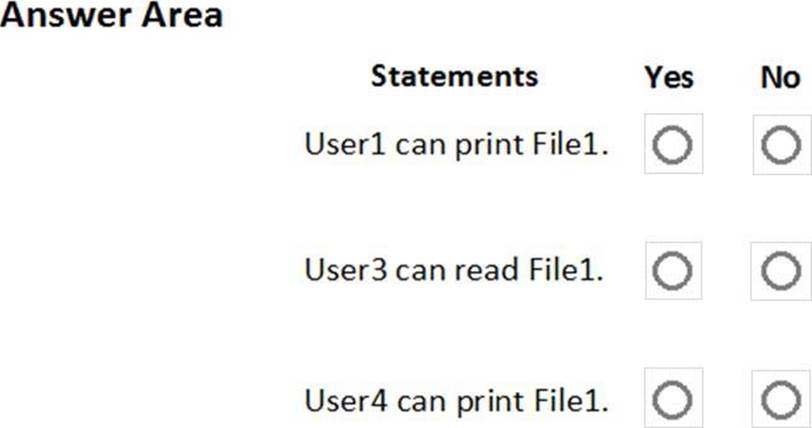 Answer Area
Statements Yes No
User1 can print File1.
User3 can read File1.
User4 can print File1.